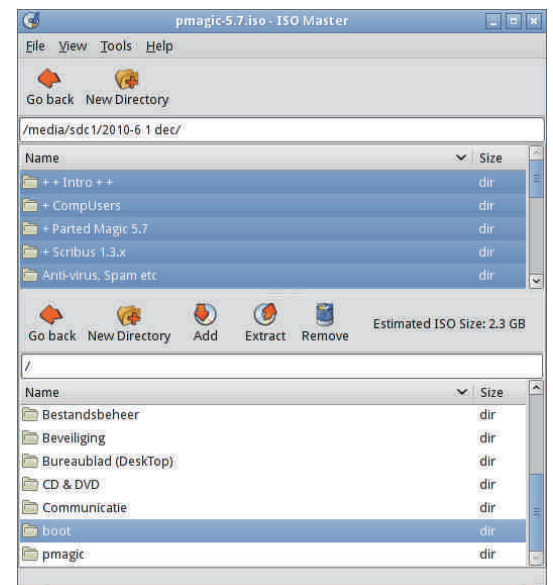 pmagic-5.7.iso - ISO Master
File View Tools Help
Go back New Directory
/media/sdc1/2010-6 1 dec/
Name Size
+ + Intro + + dir
+ CompUsers dir
+ Parted Magic 5.7 dir
+ Scribus 1.3.x dir
Anti-virus, Spam etc dir
Go back New Directory Add Extract Remove Estimated ISO Size: 2.3 GB
/
Name Size
Bestandsbeheer dir
Beveiliging dir
Bureaublad (DeskTop) dir
CD & DVD dir
Communicatie dir
boot dir
pmagic dir